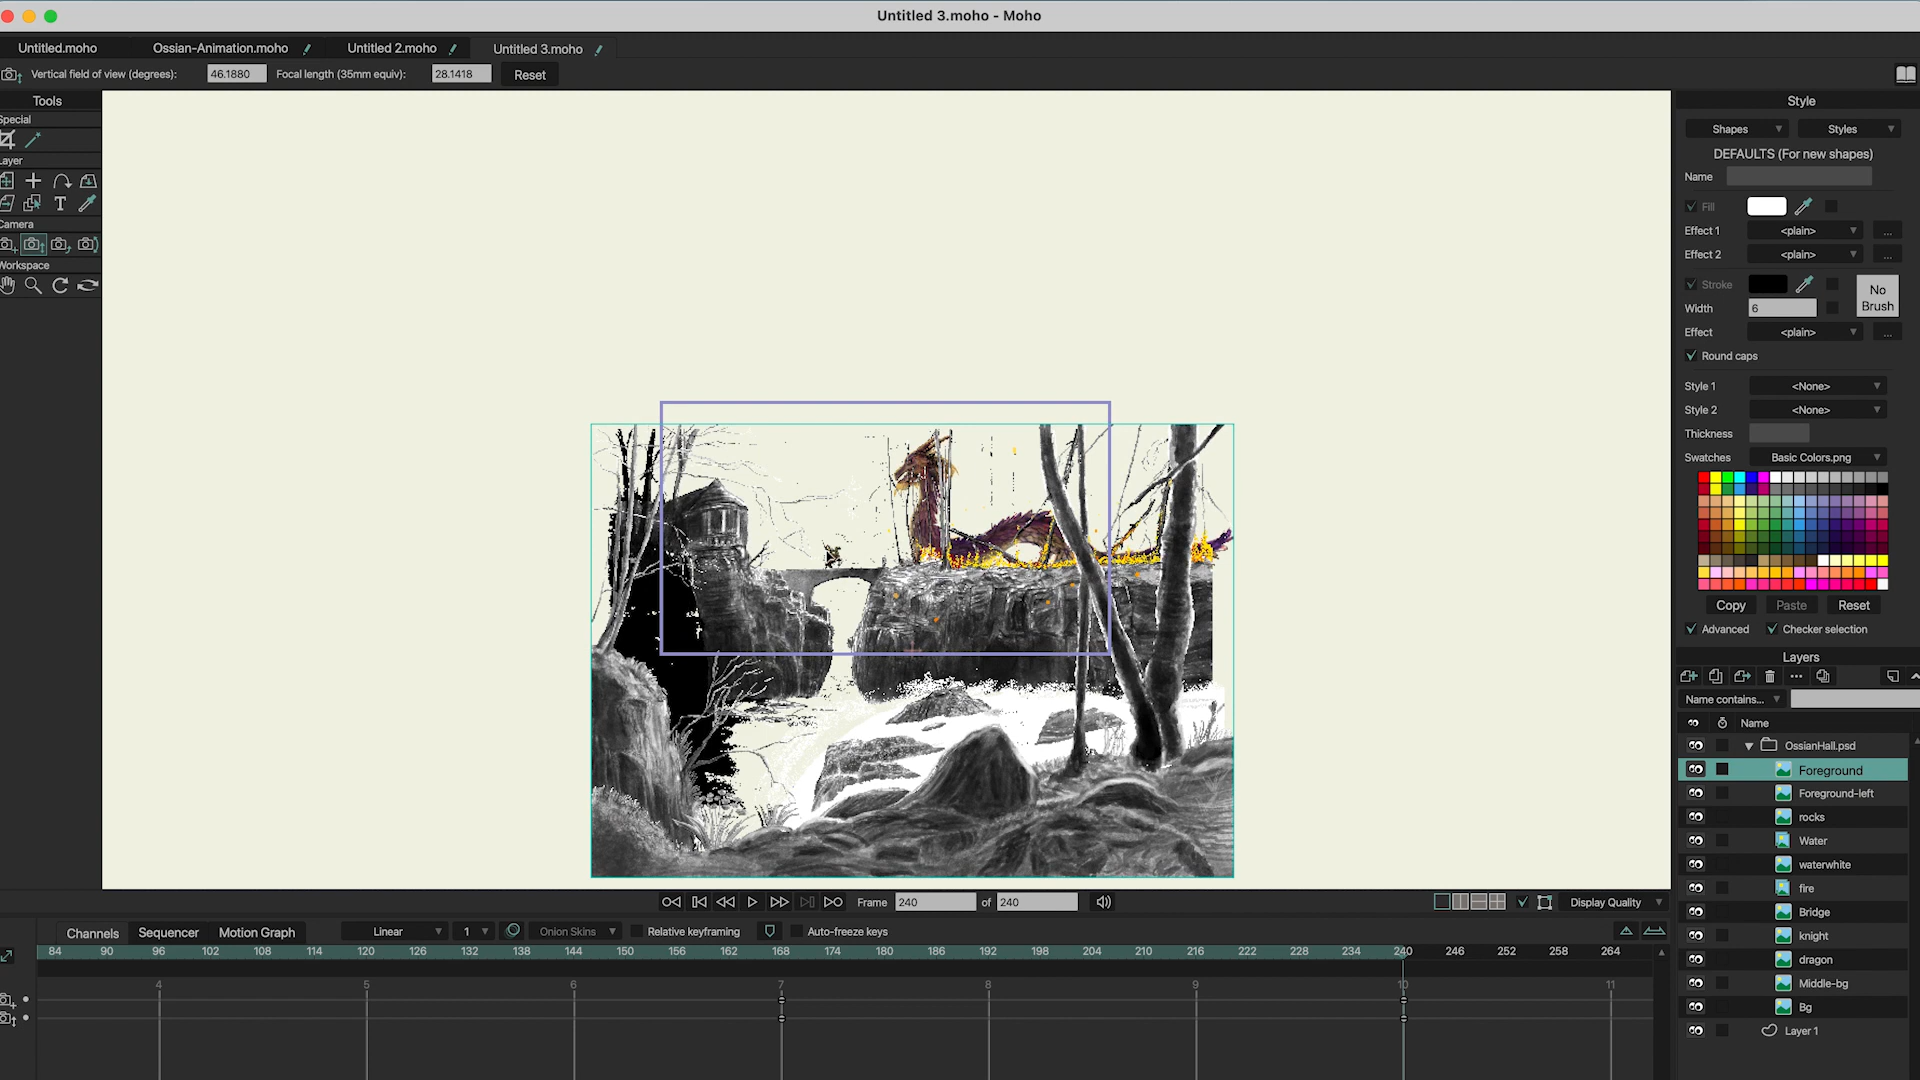 Untitled 3.moho - Moho
Untitled.moho
Ossian-Animation.moho
Untitled 2.moho
Untitled 3.moho
Vertical field of view (degrees):
46.1880
Focal length (35mm equiv):
28.1418
Reset
Tools
Special
Layer
T
Camera
Workspace
Style
Shapes
Styles
DEFAULTS (For new shapes)
Name
Fill
Effect 1
<plain>
...
Effect 2
<plain>
...
Stroke
No
Brush
Width
6
Effect
<plain>
...
Round caps
Style 1
<None>
Style 2
<None>
Thickness
Swatches
Basic Colors.png
Copy
Paste
Reset
Advanced
Checker selection
Layers
Name contains...
Name
OssianHall.psd
Foreground
Foreground-left
rocks
Water
waterwhite
fire
Bridge
knight
dragon
Middle-bg
Bg
Layer 1
Frame
240
of
240
Display Quality
Channels
Sequencer
Motion Graph
Linear
1
Onion Skins
Relative keyframing
Auto-freeze keys
84 90 96 102 108 114 120 126 132 138 144 150 156 162 168 174 180 186 192 198 204 210 216 222 228 234 240 246 252 258 264
4 5 6 7 8 9 10 11